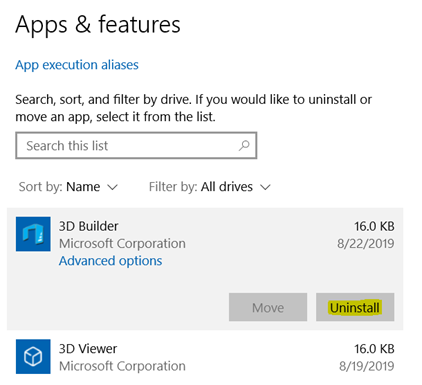 Apps & features
App execution aliases
Search, sort, and filter by drive. If you would like to uninstall or
move an app, select it from the list.
Search this list
Sort by: Name Filter by: All drives
3D Builder 16.0 KB
Microsoft Corporation 8/22/2019
Advanced options
Move Uninstall
3D Viewer 16.0 KB
Microsoft Corporation 8/19/2019